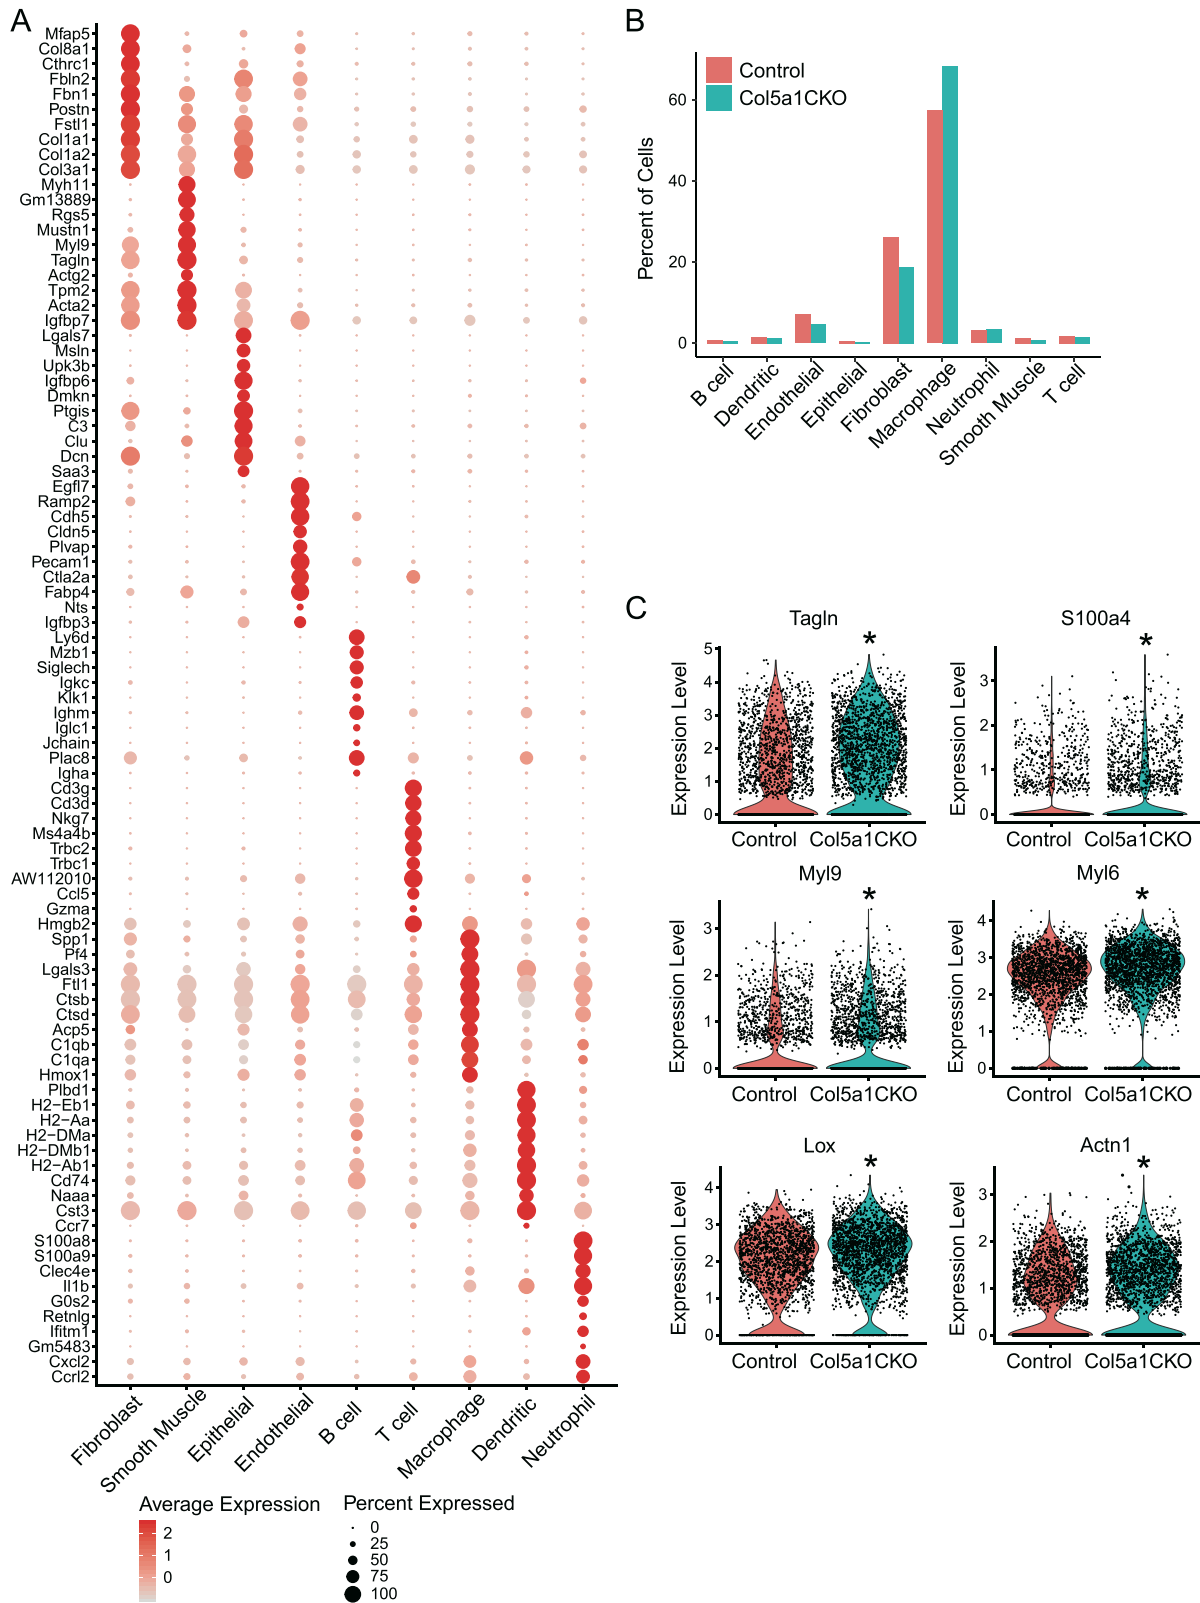 A
Mfap5
Col8a1
Cthrc1
Fbln2
Fbn1
Postn
Fstl1
Col1a1
Col1a2
Col3a1
Myh11
Gm13889
Rgs5
Mustn1
Myl9
Tagln
Actg2
Tpm2
Acta2
Igfbp7
Lgals7
Msln
Upk3b
Igfbp6
Dmkn
Ptgis
C3
Clu
Dcn
Saa3
Egfl7
Ramp2
Cdh5
Cldn5
Plvap
Pecam1
Ctla2a
Fabp4
Nts
Igfbp3
Ly6d
Mzb1
Siglech
Igkc
Klk1
Ighm
Iglc1
Jchain
Plac8
Igha
Cd3g
Cd3d
Nkg7
Ms4a4b
Trbc2
Trbc1
AW112010
Ccl5
Gzma
Hmgb2
Spp1
Pf4
Lgals3
Ftl1
Ctsb
Ctsd
Acp5
C1qb
C1qa
Hmox1
Plbd1
H2−Eb1
H2−Aa
H2−DMa
H2−DMb1
H2−Ab1
Cd74
Naaa
Cst3
Ccr7
S100a8
S100a9
Clec4e
Il1b
G0s2
Retnlg
Ifitm1
Gm5483
Cxcl2
Ccrl2
Fibroblast
Smooth Muscle
Epithelial
Endothelial
B cell
T cell
Macrophage
Dendritic
Neutrophil
Average Expression
2
1
0
Percent Expressed
0
25
50
75
100
B
Control
Col5a1CKO
Percent of Cells
60
40
20
0
B cell
Dendritic
Endothelial
Epithelial
Fibroblast
Macrophage
Neutrophil
Smooth Muscle
T cell
C
Tagln
*
Expression Level
5
4
3
2
1
0
Control Col5a1CKO
S100a4
*
Expression Level
3
2
1
0
Control Col5a1CKO
Myl9
*
Expression Level
3
2
1
0
Control Col5a1CKO
Myl6
*
Expression Level
4
3
2
1
0
Control Col5a1CKO
Lox
*
Expression Level
4
3
2
1
0
Control Col5a1CKO
Actn1
*
Expression Level
3
2
1
0
Control Col5a1CKO